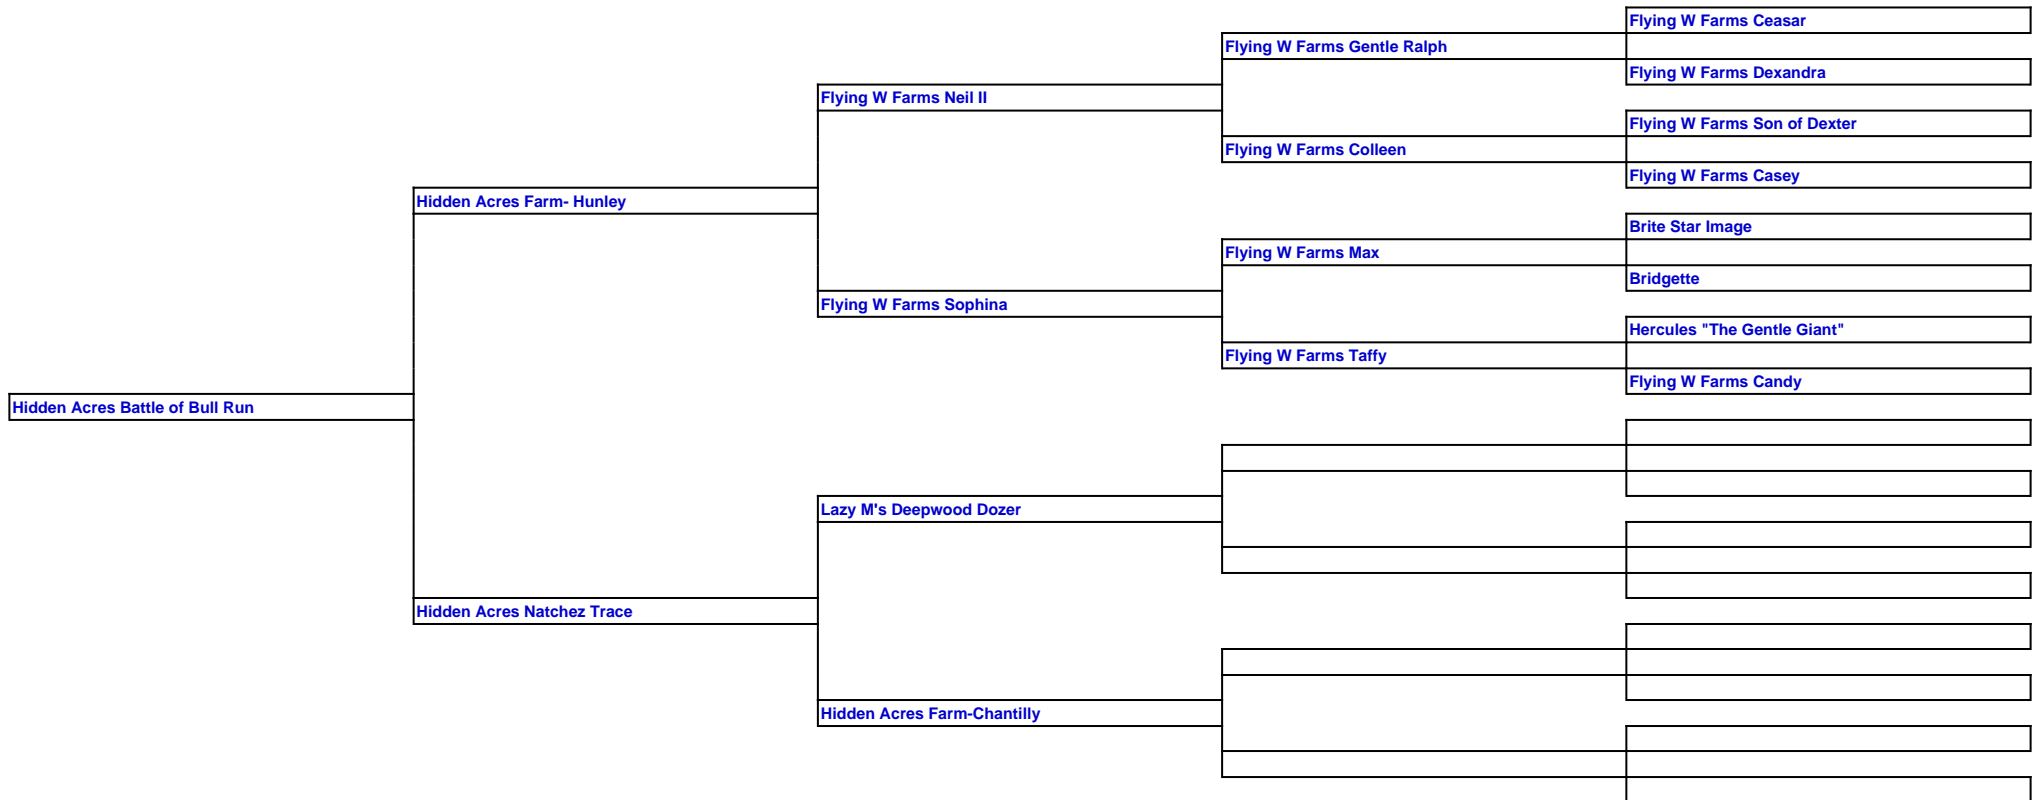 Flying W Farms Ceasar
Flying W Farms Gentle Ralph
Flying W Farms Dexandra
Flying W Farms Neil II
Flying W Farms Son of Dexter
Flying W Farms Colleen
Flying W Farms Casey
Hidden Acres Farm- Hunley
Brite Star Image
Flying W Farms Max
Bridgette
Flying W Farms Sophina
Hercules "The Gentle Giant"
Flying W Farms Taffy
Flying W Farms Candy
Hidden Acres Battle of Bull Run
Lazy M's Deepwood Dozer
Hidden Acres Natchez Trace
Hidden Acres Farm-Chantilly